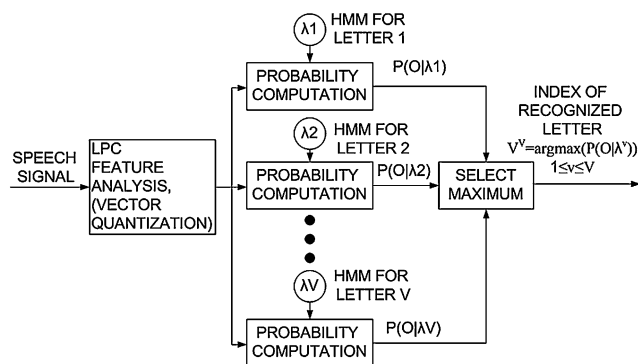 λ1
HMM FOR
LETTER 1
PROBABILITY
COMPUTATION
P(O|λ1)
INDEX OF
RECOGNIZED
LETTER
V^v=argmax(P(O|λ^v))
1≤v≤V
SPEECH
SIGNAL
LPC
FEATURE
ANALYSIS,
(VECTOR
QUANTIZATION)
λ2
HMM FOR
LETTER 2
PROBABILITY
COMPUTATION
P(O|λ2)
SELECT
MAXIMUM
λV
HMM FOR
LETTER V
PROBABILITY
COMPUTATION
P(O|λV)